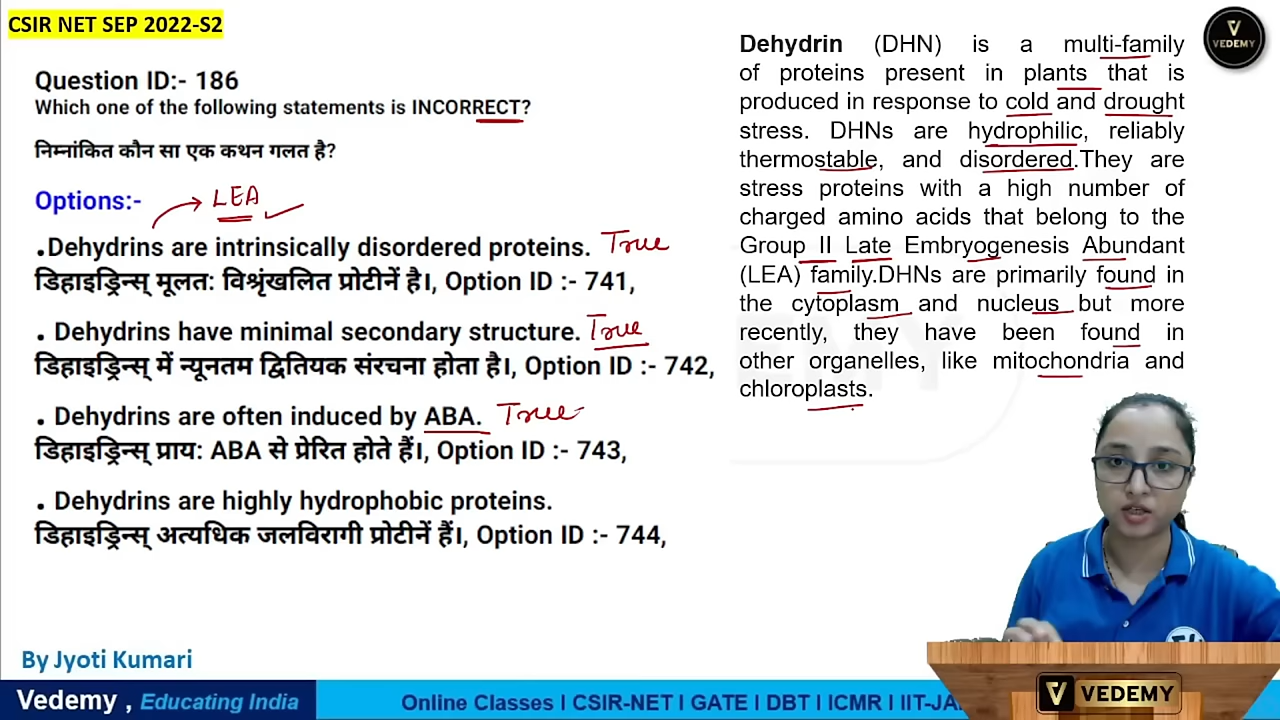 CSIR NET SEP 2022-S2
Question ID:- 186
Which one of the following statements is INCORRECT?
निम्नांकित कौन सा एक कथन गलत है?
Options:-
LEA
.Dehydrins are intrinsically disordered proteins. True
डिहाइड्रिन्स् मूलत: विश्रृंखलित प्रोटीनें है।, Option ID :- 741,
. Dehydrins have minimal secondary structure. True
डिहाइड्रिन्स् में न्यूनतम द्वितियक संरचना होता है।, Option ID :- 742,
. Dehydrins are often induced by ABA. True
डिहाइड्रिन्स् प्राय: ABA से प्रेरित होते हैं।, Option ID :- 743,
. Dehydrins are highly hydrophobic proteins.
डिहाइड्रिन्स् अत्यधिक जलविरागी प्रोटीनें हैं।, Option ID :- 744,
Dehydrin (DHN) is a multi-family
of proteins present in plants that is
produced in response to cold and drought
stress. DHNs are hydrophilic, reliably
thermostable, and disordered.They are
stress proteins with a high number of
charged amino acids that belong to the
Group II Late Embryogenesis Abundant
(LEA) family.DHNs are primarily found in
the cytoplasm and nucleus but more
recently, they have been found in
other organelles, like mitochondria and
chloroplasts.
VEDEMY
By Jyoti Kumari
VEDEMY
Vedemy , Educating India
Online Classes I CSIR-NET I GATE I DBT I ICMR I IIT-JA